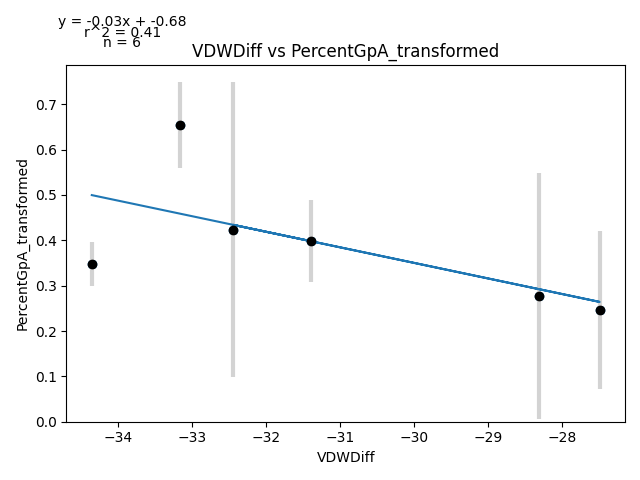 y = -0.03x + -0.68
r^2 = 0.41
n = 6
VDWDiff vs PercentGpA_transformed
PercentGpA_transformed
0.7
0.6
0.5
0.4
0.3
0.2
0.1
0.0
−34
−33
−32
−31
−30
−29
−28
VDWDiff